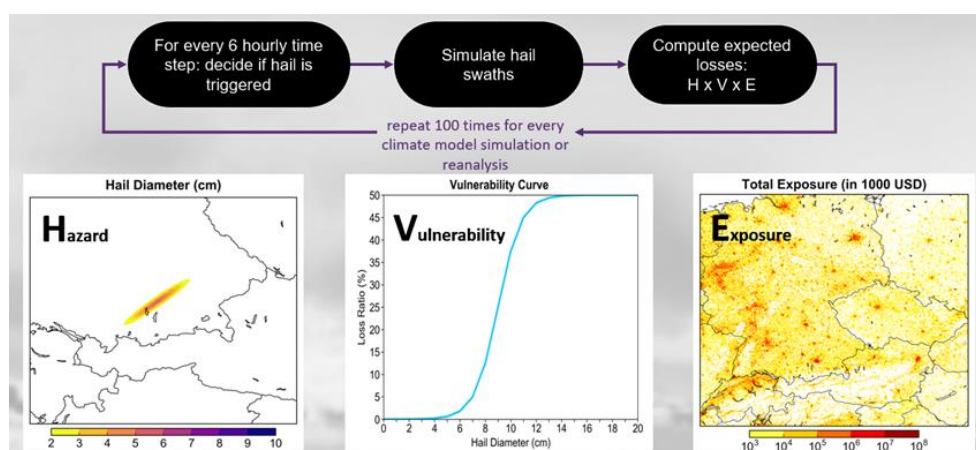 For every 6 hourly time
step: decide if hail is
triggered
Simulate hail
swaths
Compute expected
losses:
H x V x E
repeat 100 times for every
climate model simulation or
reanalysis
Hail Diameter (cm)
Hazard
2 3 4 5 6 7 8 9 10
Vulnerability Curve
Vulnerability
50
45
40
35
30
25
20
15
10
5
0
Loss Ratio (%)
0 2 4 6 8 10 12 14 16 18 20
Hail Diameter (cm)
Total Exposure (in 1000 USD)
Exposure
10³ 10⁴ 10⁵ 10⁶ 10⁷ 10⁸